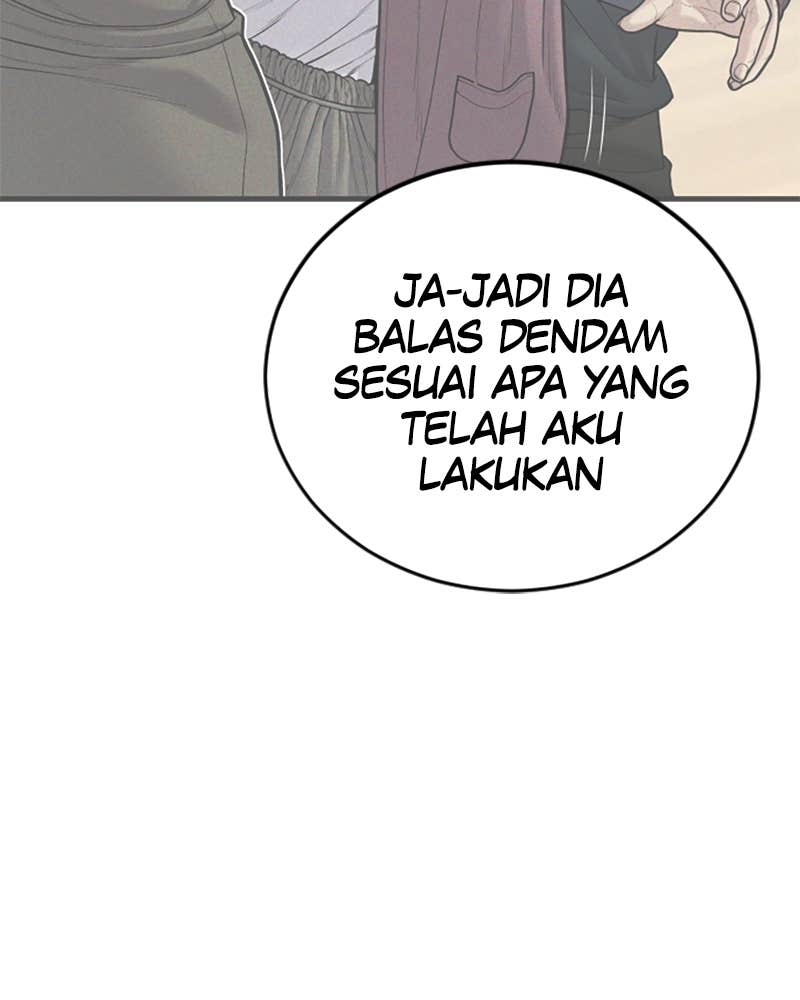 JA-JADI DIA
BALAS DENDAM
SESUAI APA YANG
TELAH AKU
LAKUKAN